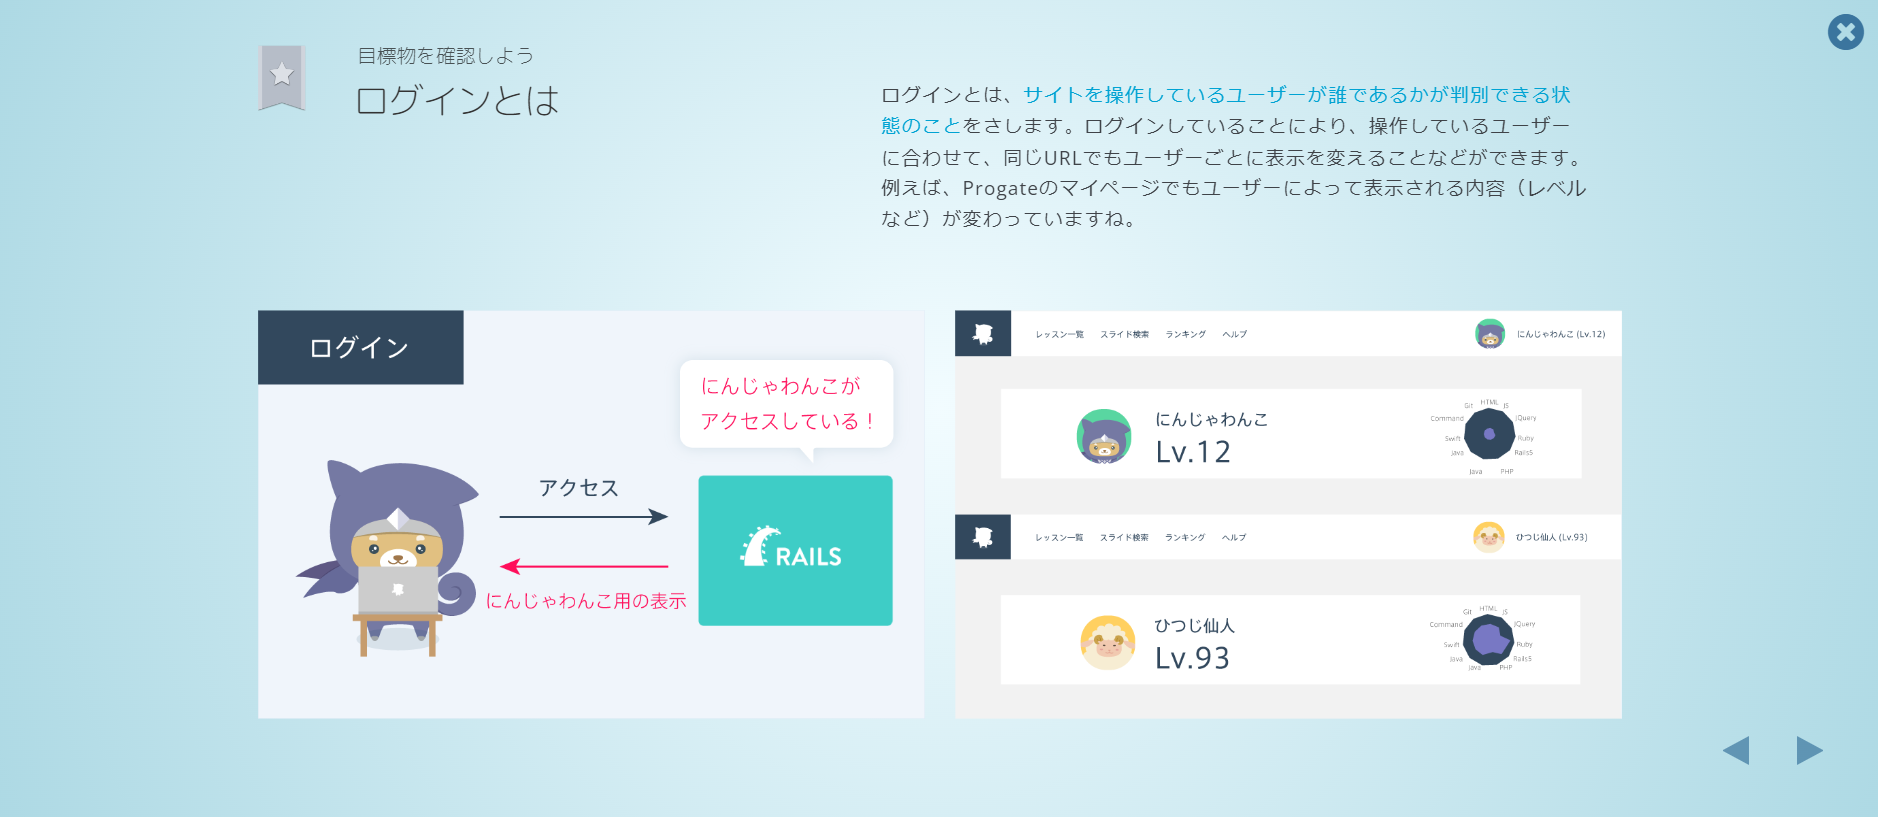 目標物を確認しよう
ログインとは
ログインとは、サイトを操作しているユーザーが誰であるかが判別できる状
態のことをさします。ログインしていることにより、操作しているユーザー
に合わせて、同じURLでもユーザーごとに表示を変えることなどができます。
例えば、Progateのマイページでもユーザーによって表示される内容（レベル
など）が変わっていますね。
ログイン
にんじゃわんこが
アクセスしている！
アクセス
RAILS
にんじゃわんこ用の表示
レッスン一覧 スライド検索 ランキング ヘルプ にんじゃわんこ (Lv.12)
にんじゃわんこ
Lv.12
Git HTML JS
Command jQuery
Swift Ruby
Java Rails5
Java PHP
レッスン一覧 スライド検索 ランキング ヘルプ ひつじ仙人 (Lv.93)
ひつじ仙人
Lv.93
Git HTML JS
Command jQuery
Swift Ruby
Java Rails5
Java PHP